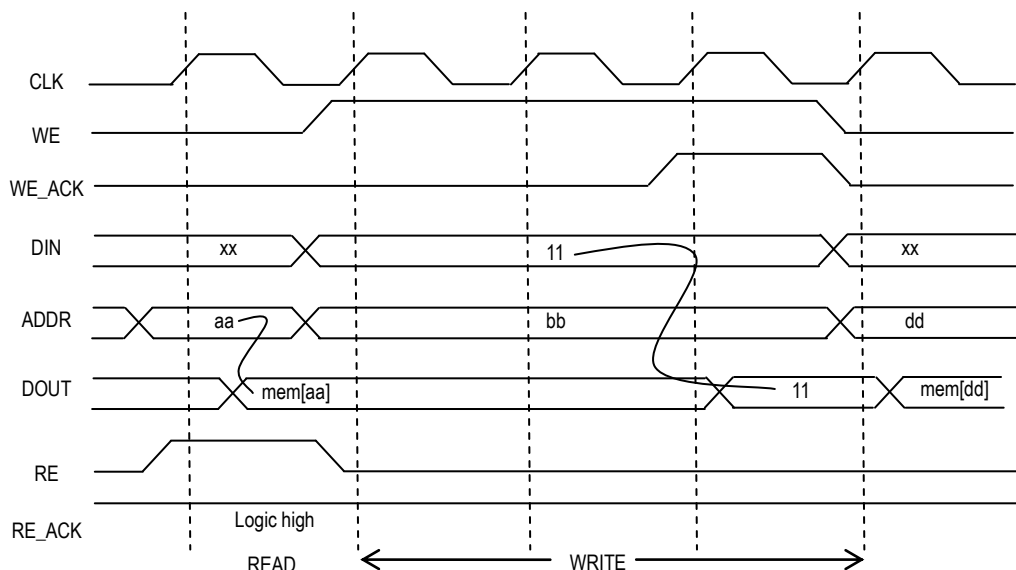 CLK
WE
WE_ACK
DIN xx 11 xx
ADDR aa bb dd
DOUT mem[aa] 11 mem[dd]
RE
RE_ACK Logic high
READ WRITE